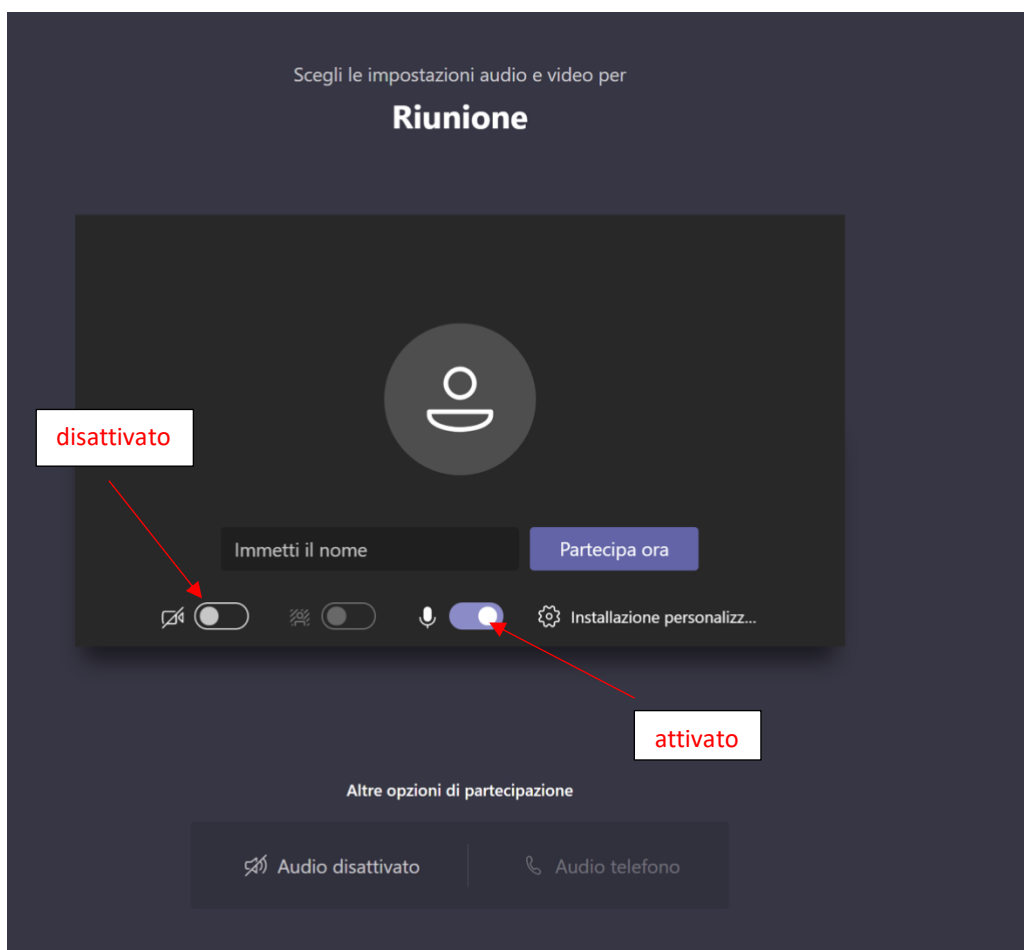 Scegli le impostazioni audio e video per
Riunione
disattivato
Immetti il nome
Partecipa ora
Installazione personalizz...
attivato
Altre opzioni di partecipazione
Audio disattivato
Audio telefono